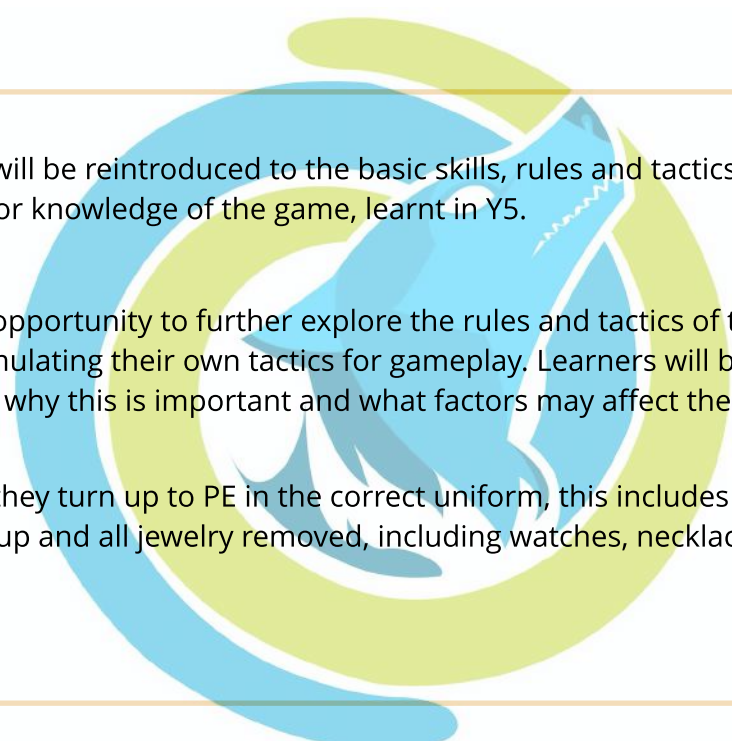 will be reintroduced to the basic skills, rules and tactics
or knowledge of the game, learnt in Y5.
opportunity to further explore the rules and tactics of
mulating their own tactics for gameplay. Learners will b
why this is important and what factors may affect the
they turn up to PE in the correct uniform, this includes
up and all jewelry removed, including watches, necklac